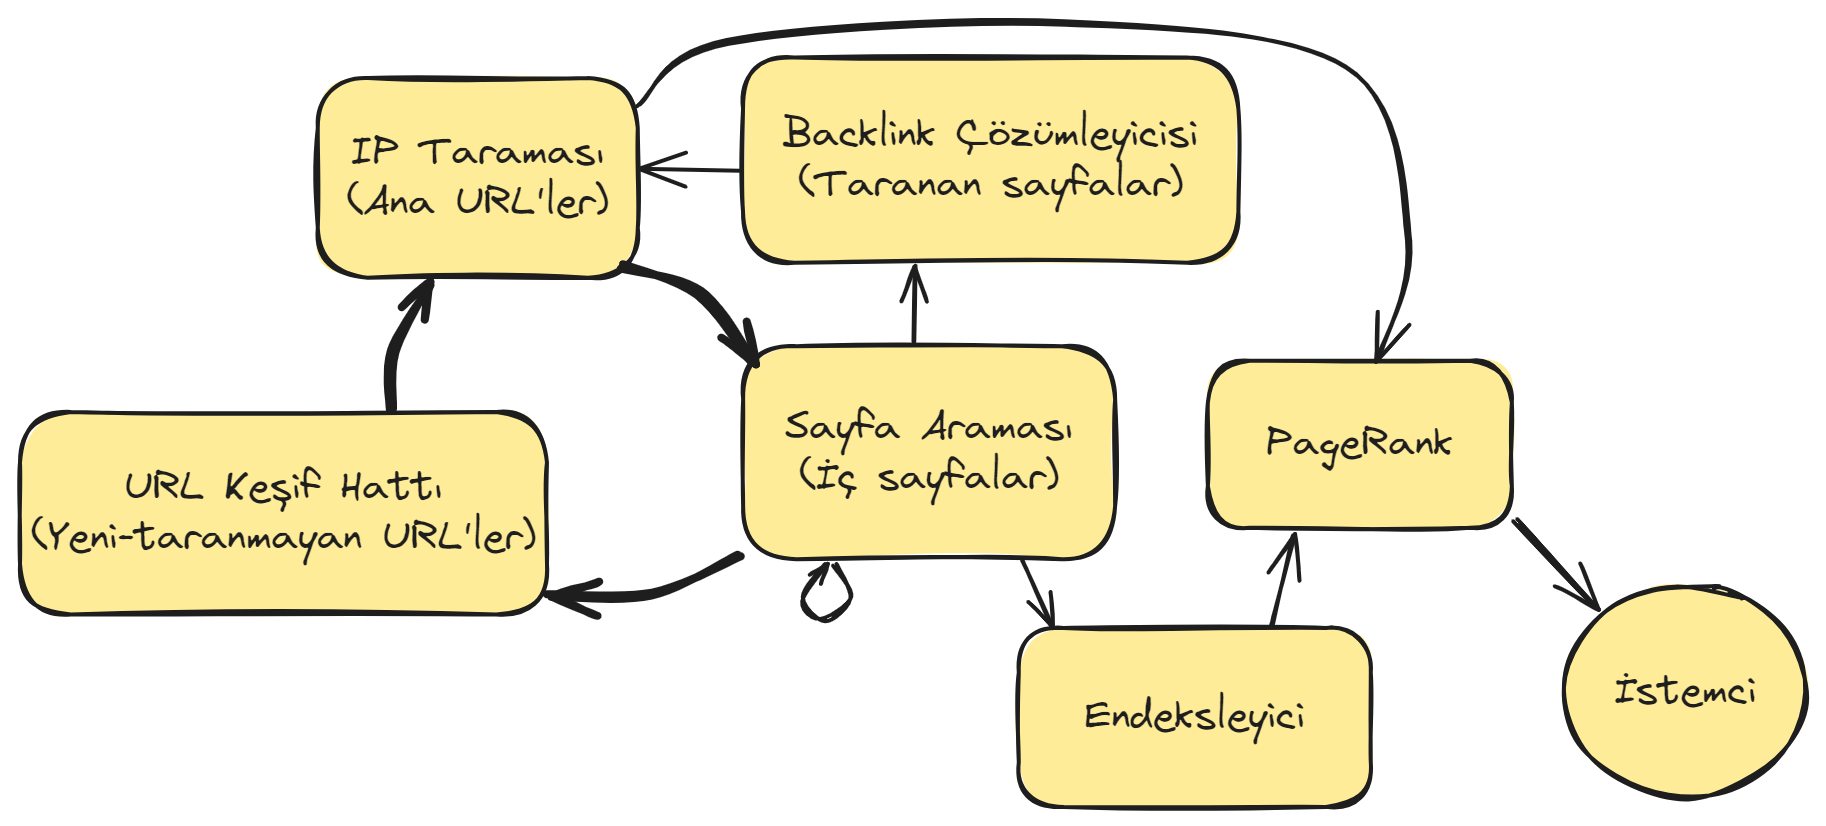 Backlink Çözümleyicisi
(Taranan sayfalar)
IP Taraması
(Ana URL'ler)
Sayfa Araması
(İç sayfalar)
PageRank
URL Keşif Hattı
(Yeni-taranmayan URL'ler)
Endeksleyici
İstemci